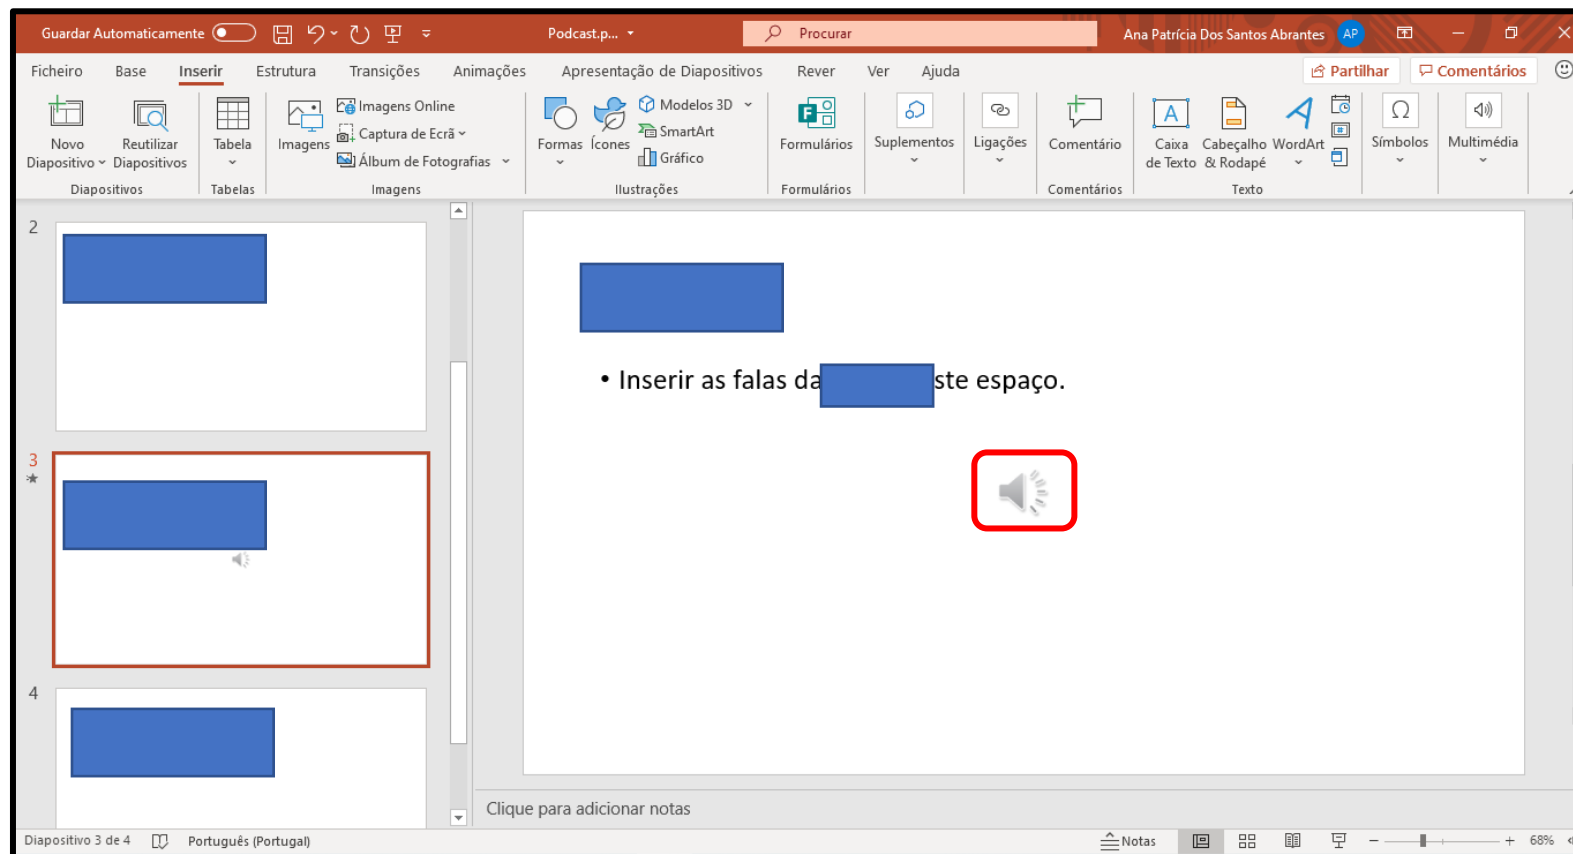 Guardar Automaticamente
Podcast.p...
Procurar
Ana Patrícia Dos Santos Abrantes
AP
Ficheiro Base Inserir Estrutura Transições Animações Apresentação de Diapositivos Rever Ver Ajuda
Partilhar
Comentários
Novo Diapositivo
Reutilizar Diapositivos
Diapositivos
Tabela
Tabelas
Imagens
Imagens Online
Captura de Ecrã
Álbum de Fotografias
Imagens
Formas
Ícones
Modelos 3D
SmartArt
Gráfico
Ilustrações
Formulários
Formulários
Suplementos
Ligações
Comentário
Comentários
Caixa de Texto
Cabeçalho & Rodapé
WordArt
Texto
Símbolos
Multimédia
2
3
4
• Inserir as falas da ste espaço.
Clique para adicionar notas
Diapositivo 3 de 4
Português (Portugal)
Notas
68%